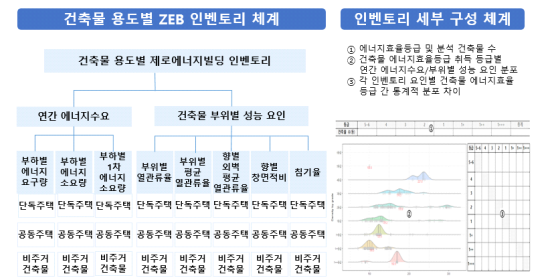 건축물 용도별 ZEB 인벤토리 체계
건축물 용도별 제로에너지빌딩 인벤토리
연간 에너지수요
건축물 부위별 성능 요인
부하별 에너지 요구량
부하별 에너지 소요량
부하별 1차 에너지 소요량
부위별 열관류율
부위별 평균 열관류율
향별 외벽 평균 열관류율
향별 창면적비
침기율
단독주택 단독주택 단독주택 단독주택 단독주택 단독주택 단독주택 단독주택
공동주택 공동주택 공동주택 공동주택 공동주택 공동주택 공동주택 공동주택
비주거 건축물 비주거 건축물 비주거 건축물 비주거 건축물 비주거 건축물 비주거 건축물 비주거 건축물 비주거 건축물
인벤토리 세부 구성 체계
① 에너지효율등급 및 분석 건축물 수
② 건축물 에너지효율등급 취득 등급별
연간 에너지수요/부위별 성능 요인 분포
③ 각 인벤토리 요인별 건축물 에너지효율
등급 간 통계적 분포 차이
①
②
③